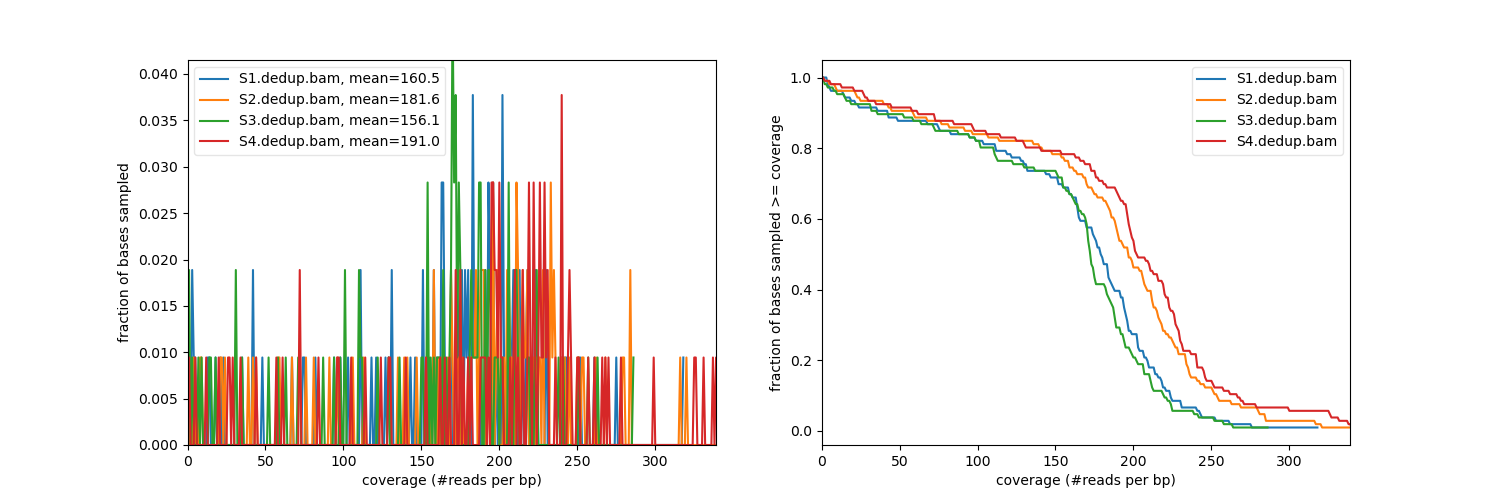 0.040
0.035
0.030
0.025
0.020
0.015
0.010
0.005
0.000
fraction of bases sampled
S1.dedup.bam, mean=160.5
S2.dedup.bam, mean=181.6
S3.dedup.bam, mean=156.1
S4.dedup.bam, mean=191.0
0 50 100 150 200 250 300
coverage (#reads per bp)
1.0
0.8
0.6
0.4
0.2
0.0
fraction of bases sampled >= coverage
S1.dedup.bam
S2.dedup.bam
S3.dedup.bam
S4.dedup.bam
0 50 100 150 200 250 300
coverage (#reads per bp)